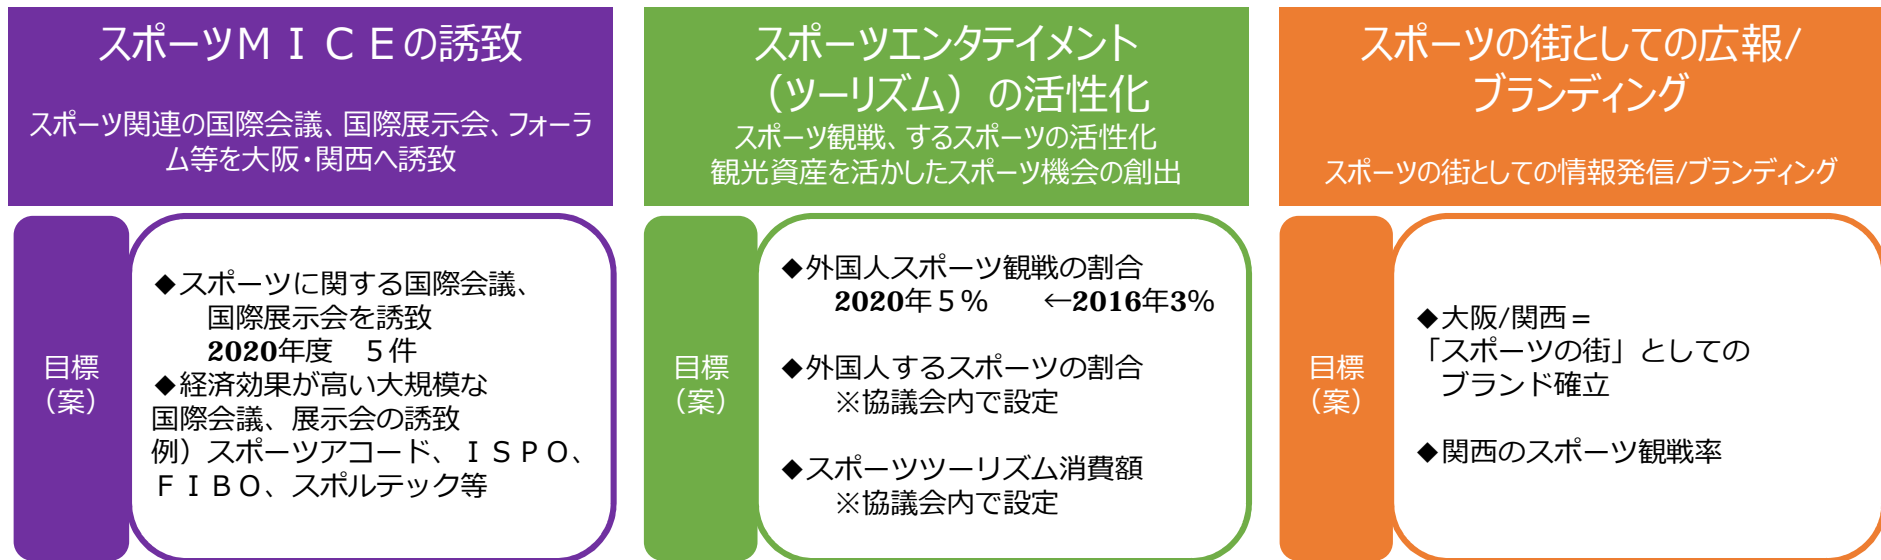 スポーツＭＩＣＥの誘致
スポーツ関連の国際会議、国際展示会、フォーラ
ム等を大阪・関西へ誘致
目標
（案）
◆スポーツに関する国際会議、
国際展示会を誘致
2020年度　５件
◆経済効果が高い大規模な
国際会議、展示会の誘致
例）スポーツアコード、ＩＳＰＯ、
ＦＩＢＯ、スポルテック等
スポーツエンタテイメント
（ツーリズム）の活性化
スポーツ観戦、するスポーツの活性化
観光資産を活かしたスポーツ機会の創出
目標
（案）
◆外国人スポーツ観戦の割合
2020年５％　　←2016年3%
◆外国人するスポーツの割合
※協議会内で設定
◆スポーツツーリズム消費額
※協議会内で設定
スポーツの街としての広報/
ブランディング
スポーツの街としての情報発信/ブランディング
目標
（案）
◆大阪/関西＝
「スポーツの街」としての
ブランド確立
◆関西のスポーツ観戦率